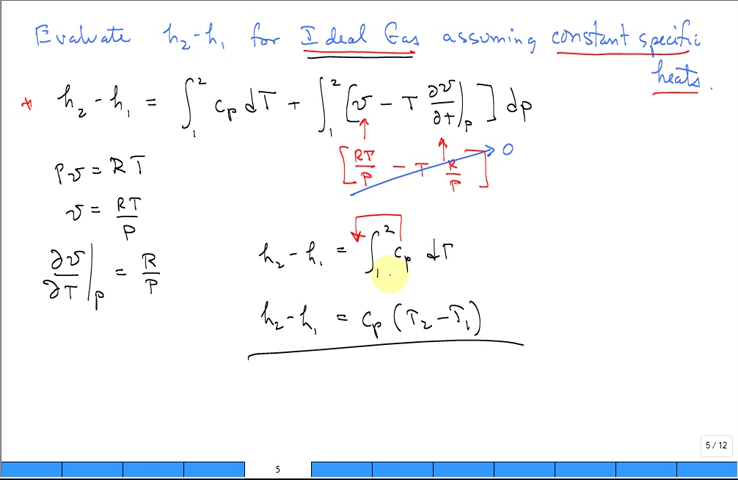 Evaluate h₂-h₁ for Ideal Gas assuming constant specific
heats.
* h₂-h₁ = ∫₁² cp dT + ∫₁² [v - T ∂v/∂T|p] dp
[RT/P - T R/P] → 0
Pv = RT
v = RT/P
∂v/∂T|p = R/P
h₂-h₁ = ∫₁² cp dT
h₂-h₁ = cp (T₂-T₁)
5 / 12
5